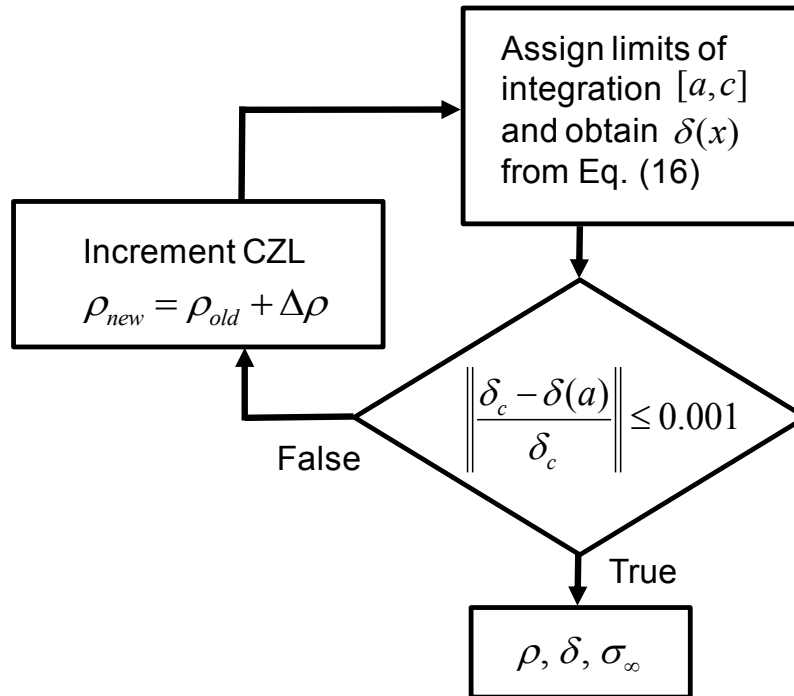 Assign limits of
integration [a, c]
and obtain δ(x)
from Eq. (16)
Increment CZL
ρ_new = ρ_old + Δρ
‖(δ_c − δ(a)) / δ_c‖ ≤ 0.001
False
True
ρ, δ, σ_∞